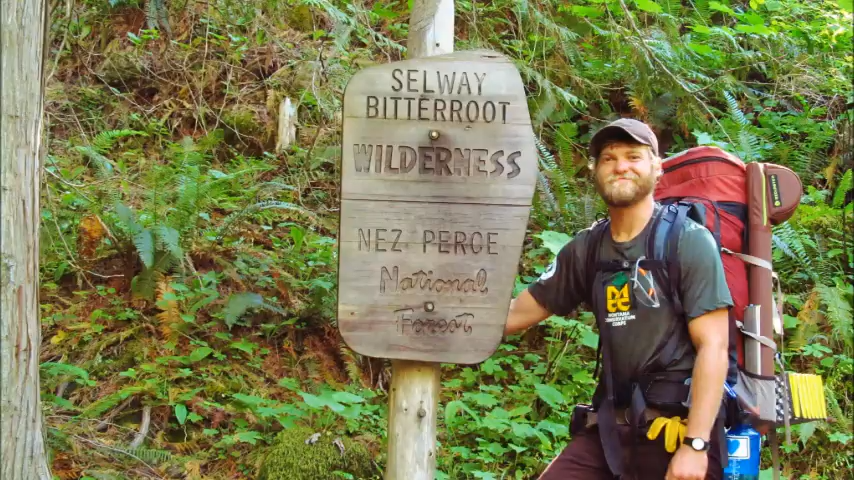 SELWAY
BITTERROOT
WILDERNESS
NEZ PERCE
National
Forest
MONTANA
CONSERVATION
CORPS